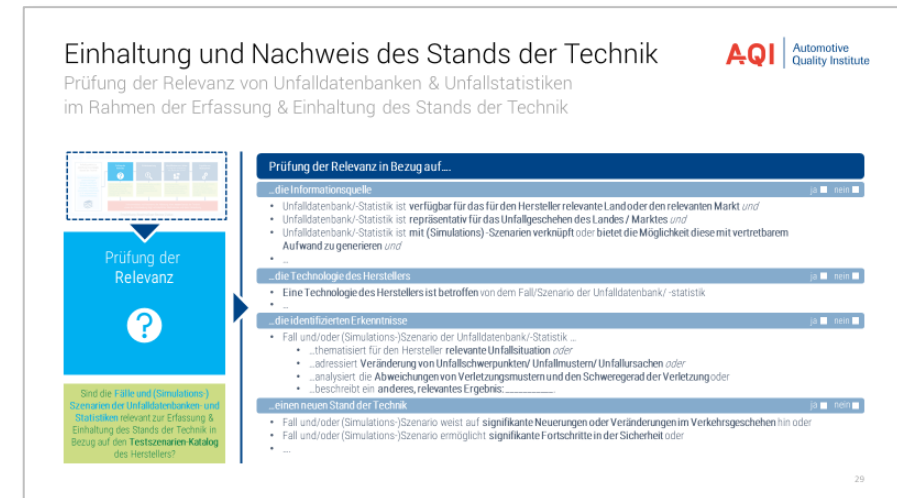 Einhaltung und Nachweis des Stands der Technik
AQI
Automotive
Quality Institute
Prüfung der Relevanz von Unfalldatenbanken & Unfallstatistiken
im Rahmen der Erfassung & Einhaltung des Stands der Technik
Prüfung der
Relevanz
?
Sind die Fälle und (Simulations-)
Szenarien der Unfalldatenbanken- und
Statistiken relevant zur Erfassung &
Einhaltung des Stands der Technik in
Bezug auf den Testszenarien-Katalog
des Herstellers?
Prüfung der Relevanz in Bezug auf....
...die Informationsquelle ja nein
• Unfalldatenbank/-Statistik ist verfügbar für das für den Hersteller relevante Land oder den relevanten Markt und
• Unfalldatenbank/-Statistik ist repräsentativ für das Unfallgeschehen des Landes / Marktes und
• Unfalldatenbank/-Statistik ist mit (Simulations) -Szenarien verknüpft oder bietet die Möglichkeit diese mit vertretbarem
Aufwand zu generieren und
• ...
...die Technologie des Herstellers ja nein
• Eine Technologie des Herstellers ist betroffen von dem Fall/Szenario der Unfalldatenbank/ -statistik
• ...
...die identifizierten Erkenntnisse ja nein
• Fall und/oder (Simulations-)Szenario der Unfalldatenbank/-Statistik ...
• ...thematisiert für den Hersteller relevante Unfallsituation oder
• ...adressiert Veränderung von Unfallschwerpunkten/ Unfallmustern/ Unfallursachen oder
• ...analysiert die Abweichungen von Verletzungsmustern und den Schweregrad der Verletzung oder
• ...beschreibt ein anderes, relevantes Ergebnis: __________.
...einen neuen Stand der Technik ja nein
• Fall und/oder (Simulations-)Szenario weist auf signifikante Neuerungen oder Veränderungen im Verkehrsgeschehen hin oder
• Fall und/oder (Simulations-)Szenario ermöglicht signifikante Fortschritte in der Sicherheit oder
• ....
29